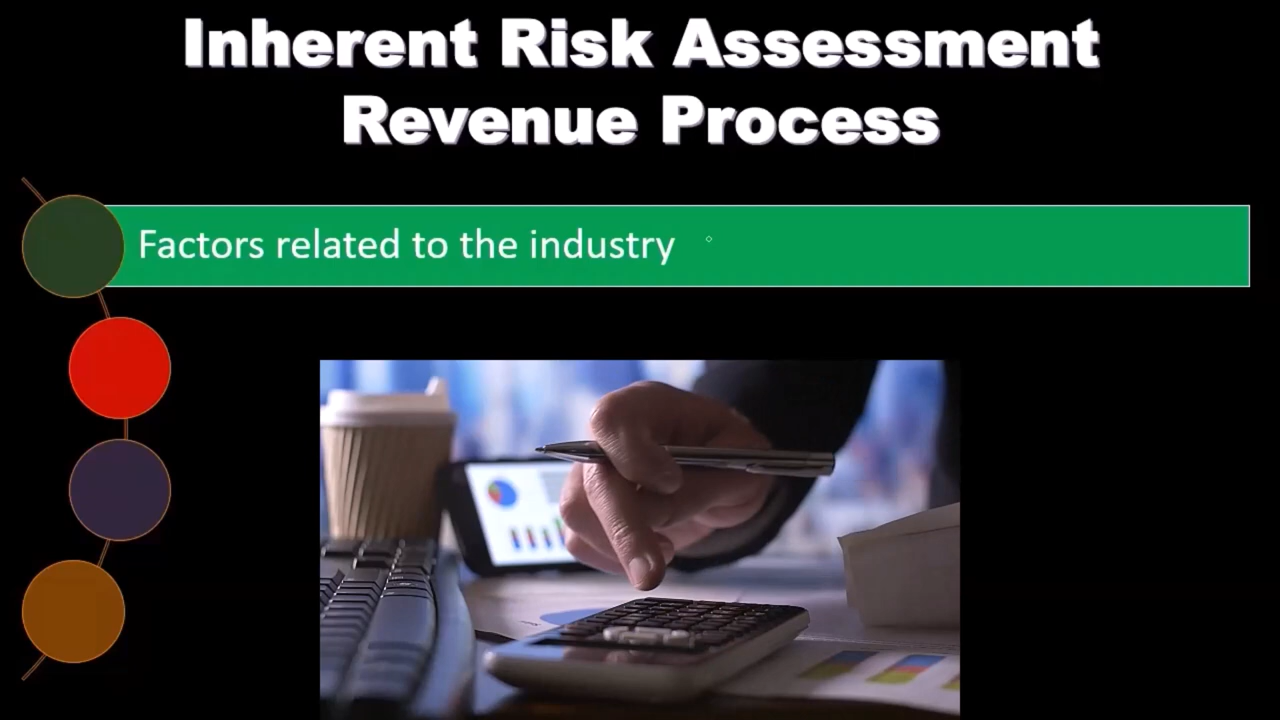 Inherent Risk Assessment
Revenue Process
Factors related to the industry